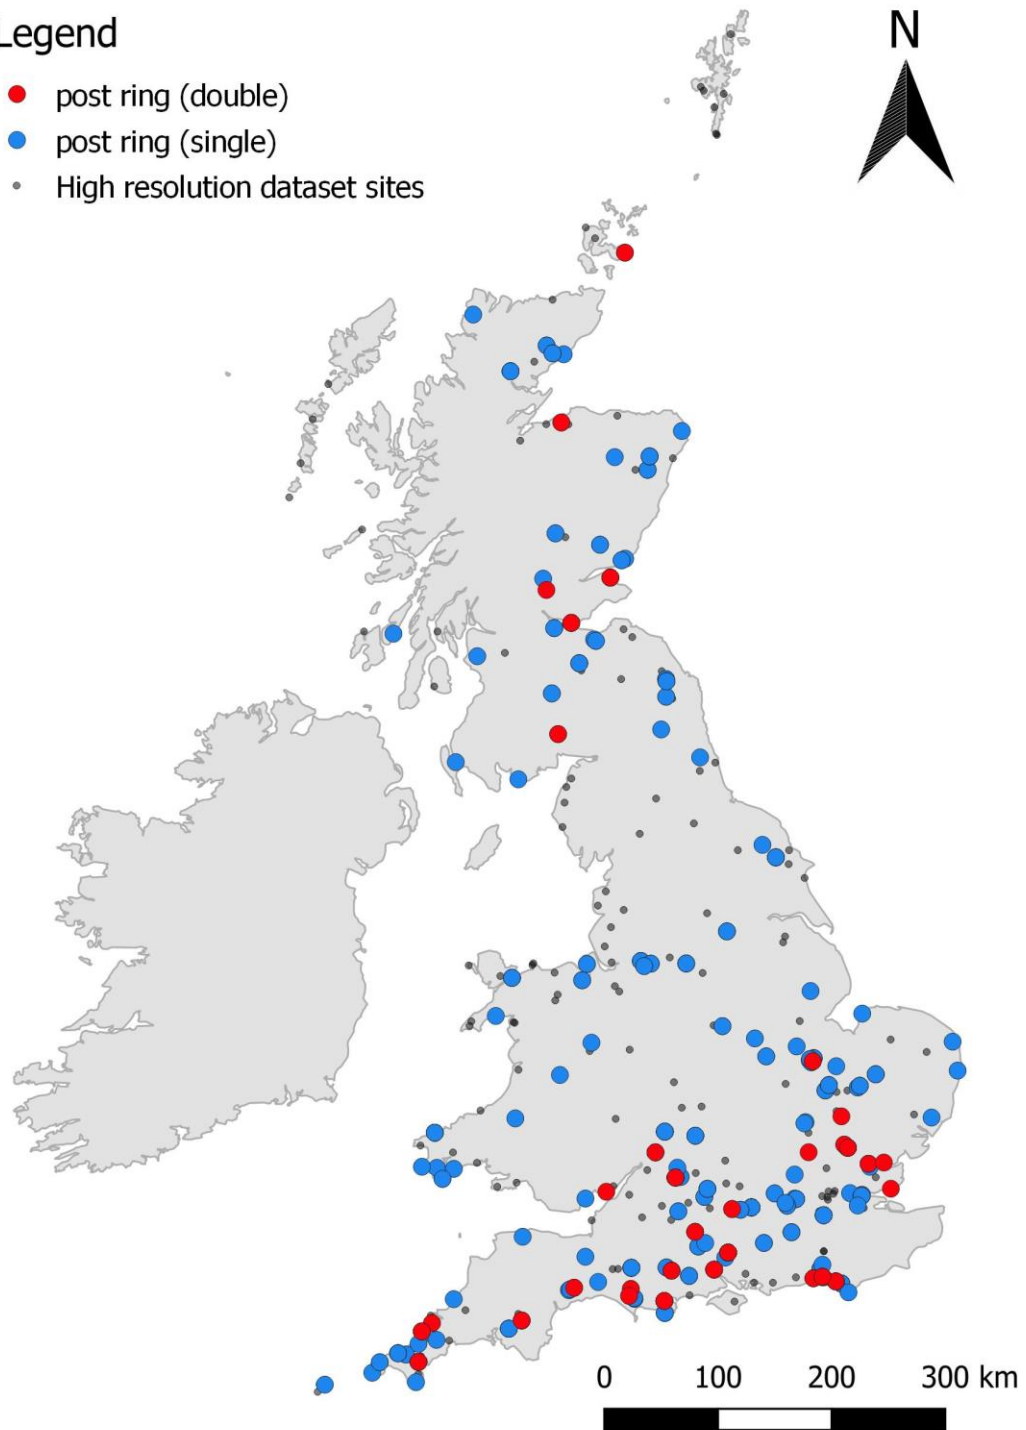 Legend
N
post ring (double)
post ring (single)
High resolution dataset sites
0 100 200 300 km